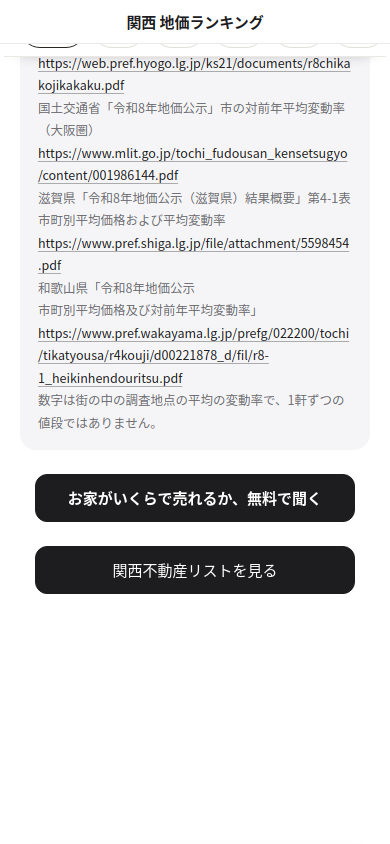 関西 地価ランキング
https://web.pref.hyogo.lg.jp/ks21/documents/r8chika
kojikakaku.pdf
国土交通省「令和8年地価公示」市の対前年平均変動率
（大阪圏）
https://www.mlit.go.jp/tochi_fudousan_kensetsugyo
/content/001986144.pdf
滋賀県「令和8年地価公示（滋賀県）結果概要」第4-1表
市町別平均価格および平均変動率
https://www.pref.shiga.lg.jp/file/attachment/5598454
.pdf
和歌山県「令和8年地価公示
市町別平均価格及び対前年平均変動率」
https://www.pref.wakayama.lg.jp/prefg/022200/tochi
/tikatyousa/r4kouji/d00221878_d/fil/r8-
1_heikinhendouritsu.pdf
数字は街の中の調査地点の平均の変動率で、1軒ずつの
値段ではありません。
お家がいくらで売れるか、無料で聞く
関西不動産リストを見る